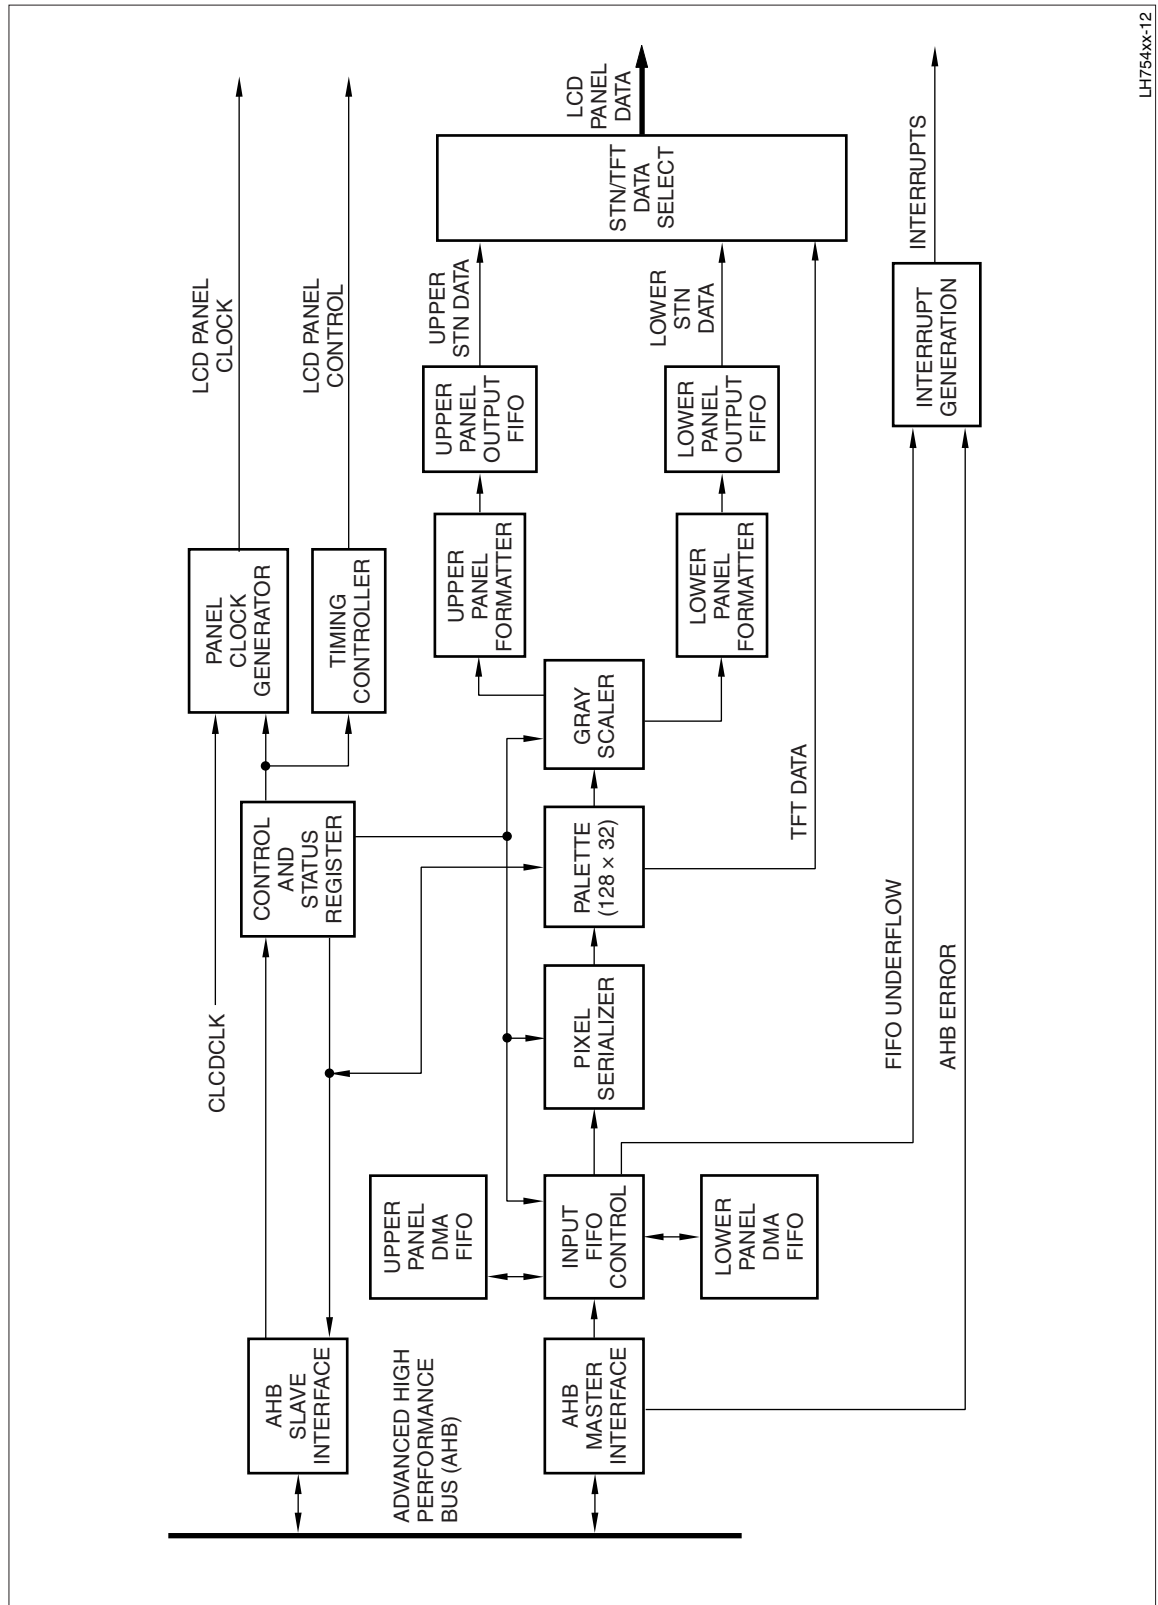 AHB
SLAVE
INTERFACE
ADVANCED HIGH
PERFORMANCE
BUS (AHB)
AHB
MASTER
INTERFACE
UPPER
PANEL
DMA
FIFO
INPUT
FIFO
CONTROL
LOWER
PANEL
DMA
FIFO
CLCDCLK
CONTROL
AND
STATUS
REGISTER
PIXEL
SERIALIZER
PALETTE
(128 × 32)
GRAY
SCALER
TFT DATA
FIFO UNDERFLOW
AHB ERROR
PANEL
CLOCK
GENERATOR
TIMING
CONTROLLER
UPPER
PANEL
FORMATTER
LOWER
PANEL
FORMATTER
UPPER
PANEL
OUTPUT
FIFO
LOWER
PANEL
OUTPUT
FIFO
LCD PANEL
CLOCK
LCD PANEL
CONTROL
UPPER
STN DATA
LOWER
STN
DATA
INTERRUPT
GENERATION
STN/TFT
DATA
SELECT
LCD
PANEL
DATA
INTERRUPTS
LH754xx-12